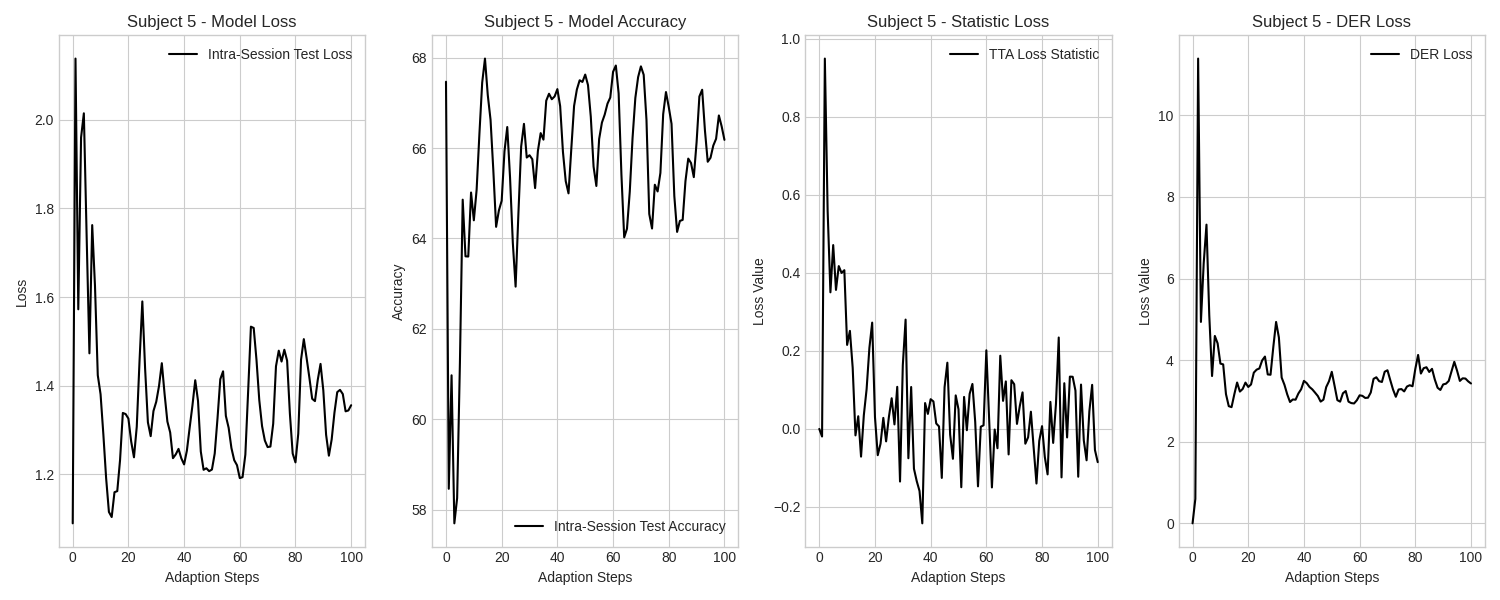 Subject 5 - Model Loss
Intra-Session Test Loss
Loss
2.0
1.8
1.6
1.4
1.2
0 20 40 60 80 100
Adaption Steps
Subject 5 - Model Accuracy
Intra-Session Test Accuracy
Accuracy
68
66
64
62
60
58
0 20 40 60 80 100
Adaption Steps
Subject 5 - Statistic Loss
TTA Loss Statistic
Loss Value
1.0
0.8
0.6
0.4
0.2
0.0
−0.2
0 20 40 60 80 100
Adaption Steps
Subject 5 - DER Loss
DER Loss
Loss Value
10
8
6
4
2
0
0 20 40 60 80 100
Adaption Steps